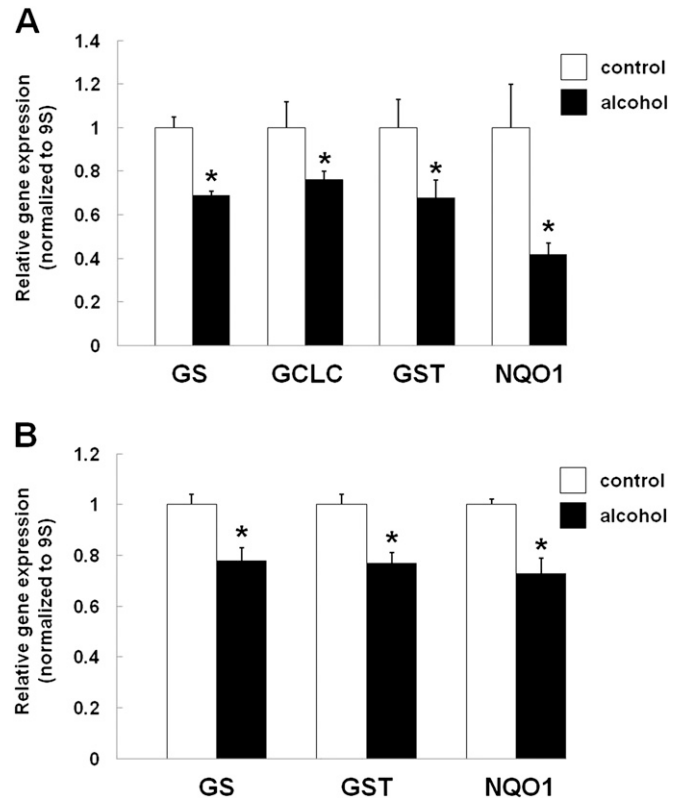 A
Relative gene expression
(normalized to 9S)
1.4
1.2
1
0.8
0.6
0.4
0.2
0
control
alcohol
*
*
*
*
GS GCLC GST NQO1
B
Relative gene expression
(normalized to 9S)
1.2
1
0.8
0.6
0.4
0.2
0
control
alcohol
*
*
*
GS GST NQO1